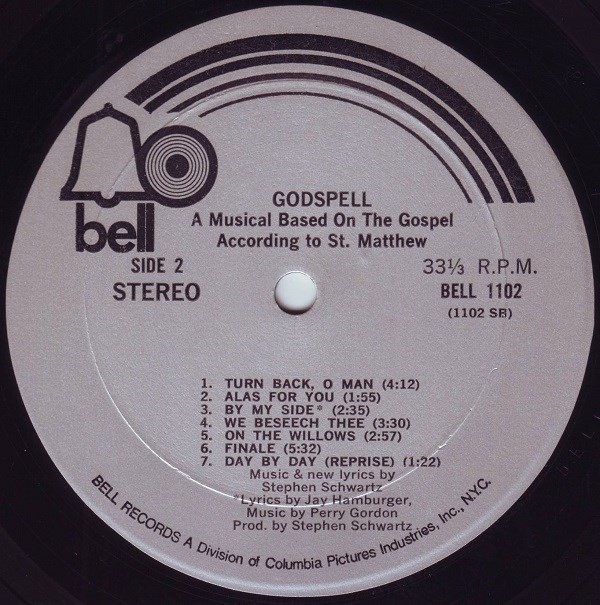 bell
GODSPELL
A Musical Based On The Gospel
According to St. Matthew
SIDE 2
STEREO
33⅓ R.P.M.
BELL 1102
(1102 SB)
1. TURN BACK, O MAN (4:12)
2. ALAS FOR YOU (1:55)
3. BY MY SIDE* (2:35)
4. WE BESEECH THEE (3:30)
5. ON THE WILLOWS (2:57)
6. FINALE (5:32)
7. DAY BY DAY (REPRISE) (1:22)
Music & new lyrics by
Stephen Schwartz
*Lyrics by Jay Hamburger,
Music by Perry Gordon
Prod. by Stephen Schwartz
BELL RECORDS A Division of Columbia Pictures Industries, Inc., N.Y.C.